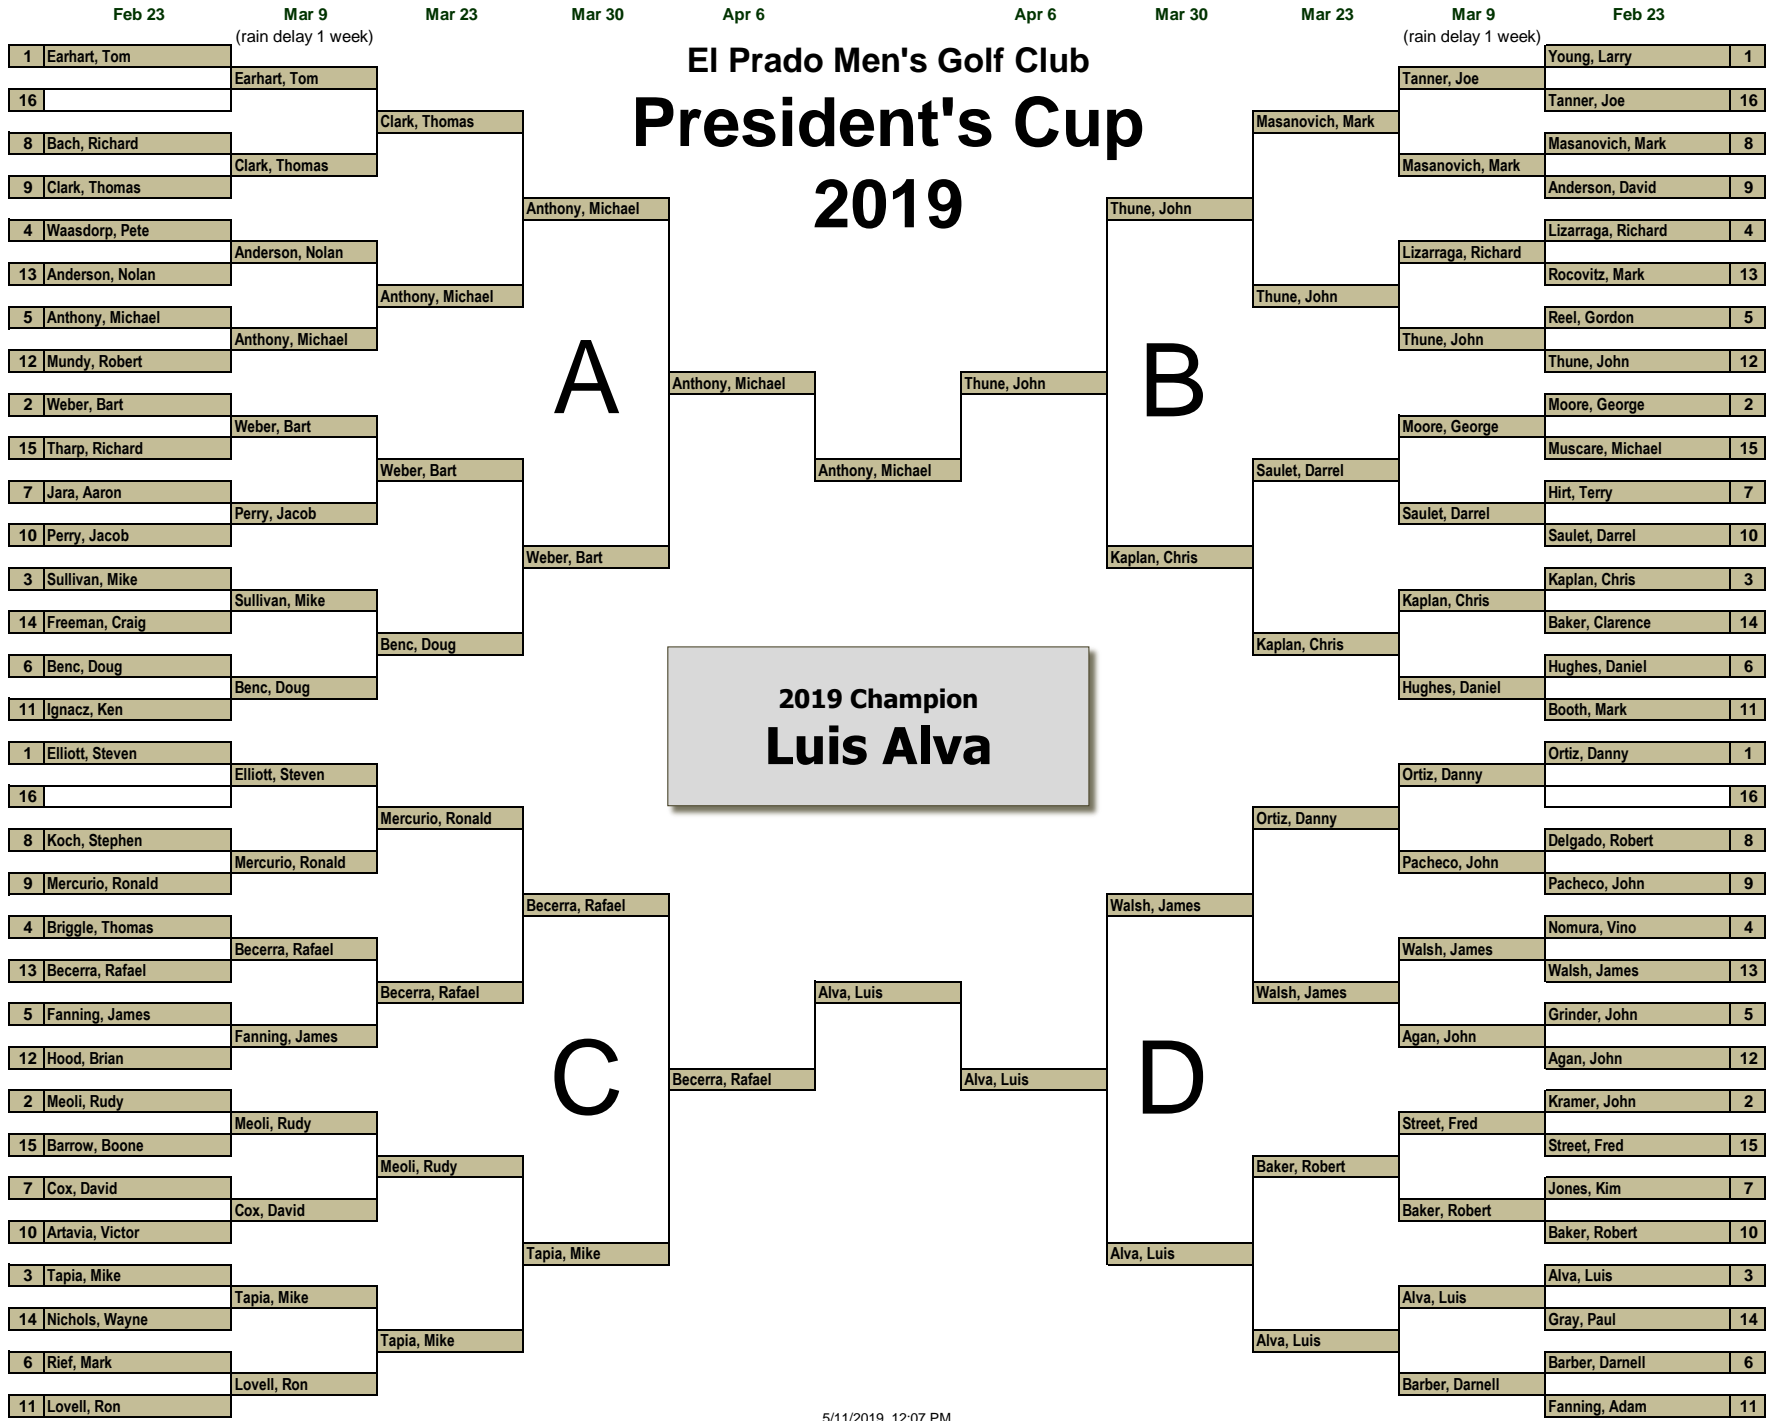 Feb 23 Mar 9 Mar 23 Mar 30 Apr 6 Apr 6 Mar 30 Mar 23 Mar 9 Feb 23
(rain delay 1 week) (rain delay 1 week)
El Prado Men's Golf Club
President's Cup
2019
1 Earhart, Tom
16
8 Bach, Richard
9 Clark, Thomas
4 Waasdorp, Pete
13 Anderson, Nolan
5 Anthony, Michael
12 Mundy, Robert
2 Weber, Bart
15 Tharp, Richard
7 Jara, Aaron
10 Perry, Jacob
3 Sullivan, Mike
14 Freeman, Craig
6 Benc, Doug
11 Ignacz, Ken
Earhart, Tom
Clark, Thomas
Anderson, Nolan
Anthony, Michael
Weber, Bart
Perry, Jacob
Sullivan, Mike
Benc, Doug
Clark, Thomas
Anthony, Michael
Weber, Bart
Benc, Doug
Anthony, Michael
Weber, Bart
A
Anthony, Michael
Anthony, Michael
Thune, John
B
Thune, John
Kaplan, Chris
Masanovich, Mark
Thune, John
Saulet, Darrel
Kaplan, Chris
Tanner, Joe
Masanovich, Mark
Lizarraga, Richard
Thune, John
Moore, George
Saulet, Darrel
Kaplan, Chris
Hughes, Daniel
Young, Larry 1
Tanner, Joe 16
Masanovich, Mark 8
Anderson, David 9
Lizarraga, Richard 4
Rocovitz, Mark 13
Reel, Gordon 5
Thune, John 12
Moore, George 2
Muscare, Michael 15
Hirt, Terry 7
Saulet, Darrel 10
Kaplan, Chris 3
Baker, Clarence 14
Hughes, Daniel 6
Booth, Mark 11
2019 Champion
Luis Alva
1 Elliott, Steven
16
8 Koch, Stephen
9 Mercurio, Ronald
4 Briggle, Thomas
13 Becerra, Rafael
5 Fanning, James
12 Hood, Brian
2 Meoli, Rudy
15 Barrow, Boone
7 Cox, David
10 Artavia, Victor
3 Tapia, Mike
14 Nichols, Wayne
6 Rief, Mark
11 Lovell, Ron
Elliott, Steven
Mercurio, Ronald
Becerra, Rafael
Fanning, James
Meoli, Rudy
Cox, David
Tapia, Mike
Lovell, Ron
Mercurio, Ronald
Becerra, Rafael
Meoli, Rudy
Tapia, Mike
Becerra, Rafael
Tapia, Mike
C
Becerra, Rafael
Alva, Luis
Alva, Luis
D
Walsh, James
Alva, Luis
Ortiz, Danny
Walsh, James
Baker, Robert
Alva, Luis
Ortiz, Danny
Pacheco, John
Walsh, James
Agan, John
Street, Fred
Baker, Robert
Alva, Luis
Barber, Darnell
Ortiz, Danny 1
16
Delgado, Robert 8
Pacheco, John 9
Nomura, Vino 4
Walsh, James 13
Grinder, John 5
Agan, John 12
Kramer, John 2
Street, Fred 15
Jones, Kim 7
Baker, Robert 10
Alva, Luis 3
Gray, Paul 14
Barber, Darnell 6
Fanning, Adam 11
5/11/2019 12:07 PM